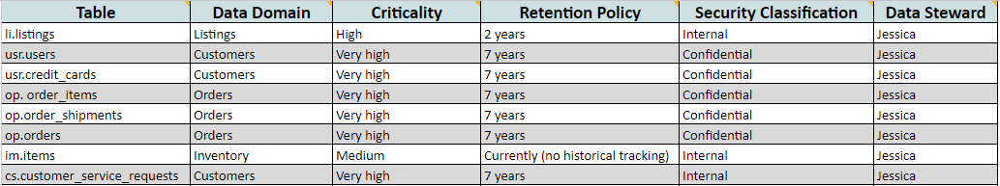 Table Data Domain Criticality Retention Policy Security Classification Data Steward
li.listings Listings High 2 years Internal Jessica
usr.users Customers Very high 7 years Confidential Jessica
usr.credit_cards Customers Very high 7 years Confidential Jessica
op. order_items Orders Very high 7 years Confidential Jessica
op.order_shipments Orders Very high 7 years Confidential Jessica
op.orders Orders Very high 7 years Confidential Jessica
im.items Inventory Medium Currently (no historical tracking) Internal Jessica
cs.customer_service_requests Customers Very high 7 years Confidential Jessica